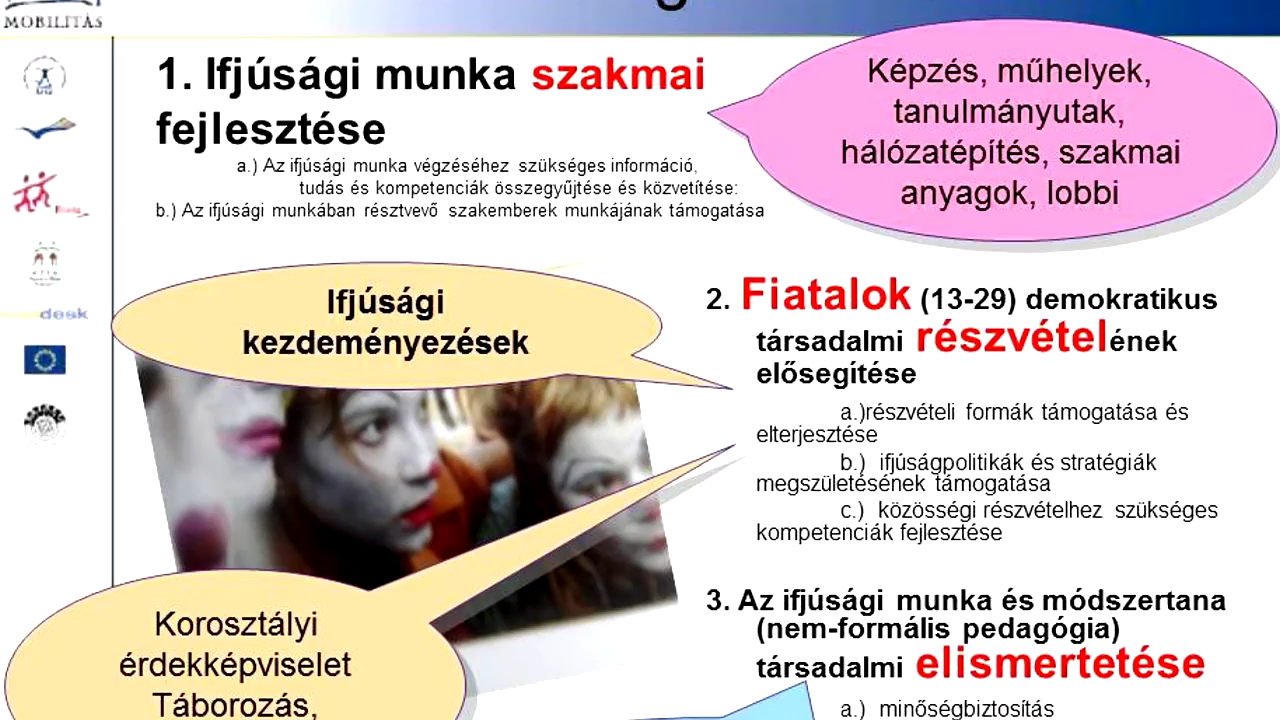 MOBILITÁS
1. Ifjúsági munka szakmai
fejlesztése
a.) Az ifjúsági munka végzéséhez szükséges információ,
tudás és kompetenciák összegyűjtése és közvetítése:
b.) Az ifjúsági munkában résztvevő szakemberek munkájának támogatása
Képzés, műhelyek,
tanulmányutak,
hálózatépítés, szakmai
anyagok, lobbi
Ifjúsági
kezdeményezések
2. Fiatalok (13-29) demokratikus
társadalmi részvételének
elősegítése
a.)részvételi formák támogatása és
elterjesztése
b.) ifjúságpolitikák és stratégiák
megszületésének támogatása
c.) közösségi részvételhez szükséges
kompetenciák fejlesztése
desk
Korosztályi
érdekképviselet
Táborozás,
3. Az ifjúsági munka és módszertana
(nem-formális pedagógia)
társadalmi elismertetése
a.) minőségbiztosítás